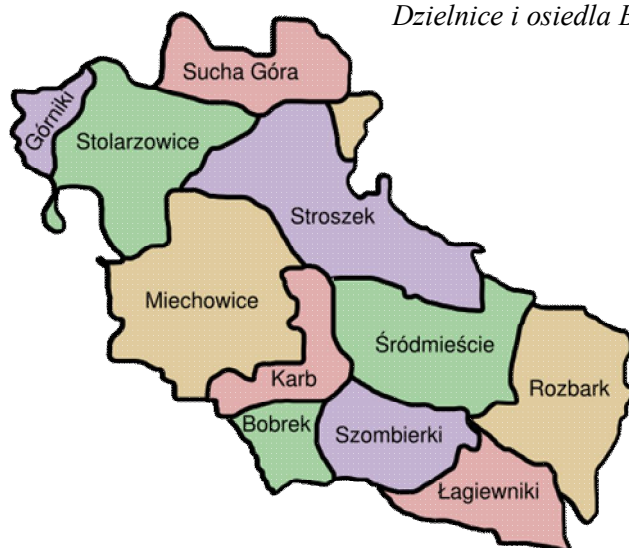 Dzielnice i osiedla B
Sucha Góra
Górniki
Stolarzowice
Stroszek
Miechowice
Śródmieście
Karb
Rozbark
Bobrek
Szombierki
Łagiewniki